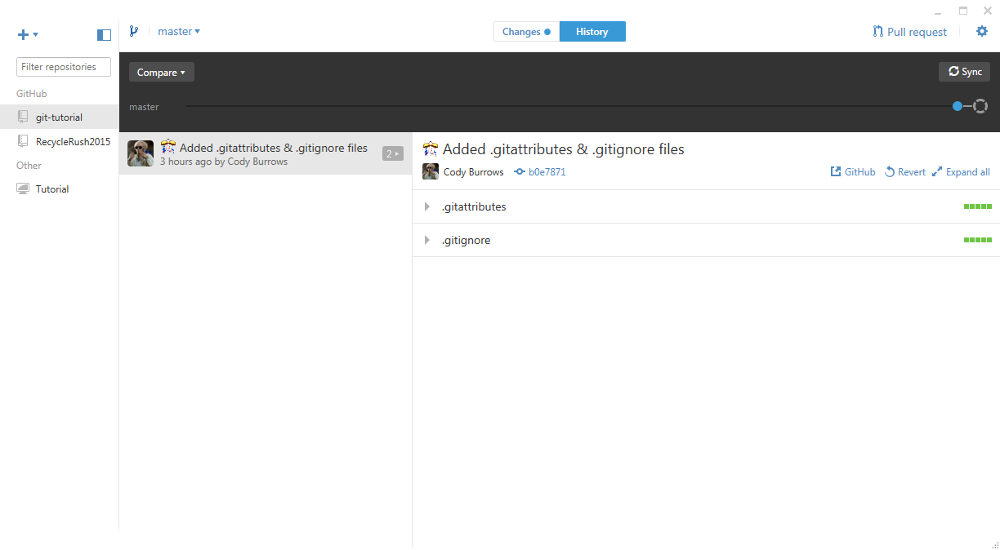 master
Changes
History
Pull request
Filter repositories
GitHub
git-tutorial
RecycleRush2015
Other
Tutorial
Compare
Sync
master
Added .gitattributes & .gitignore files
3 hours ago by Cody Burrows
2
Added .gitattributes & .gitignore files
Cody Burrows
b0e7871
GitHub
Revert
Expand all
.gitattributes
.gitignore